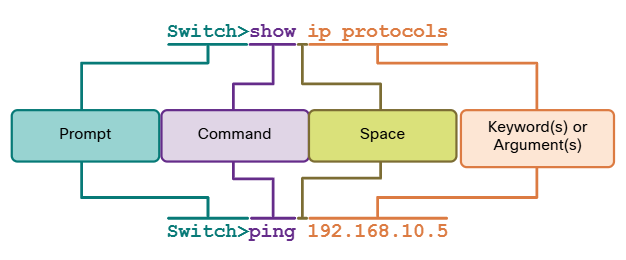 Switch>show ip protocols
Prompt
Command
Space
Keyword(s) or
Argument(s)
Switch>ping 192.168.10.5